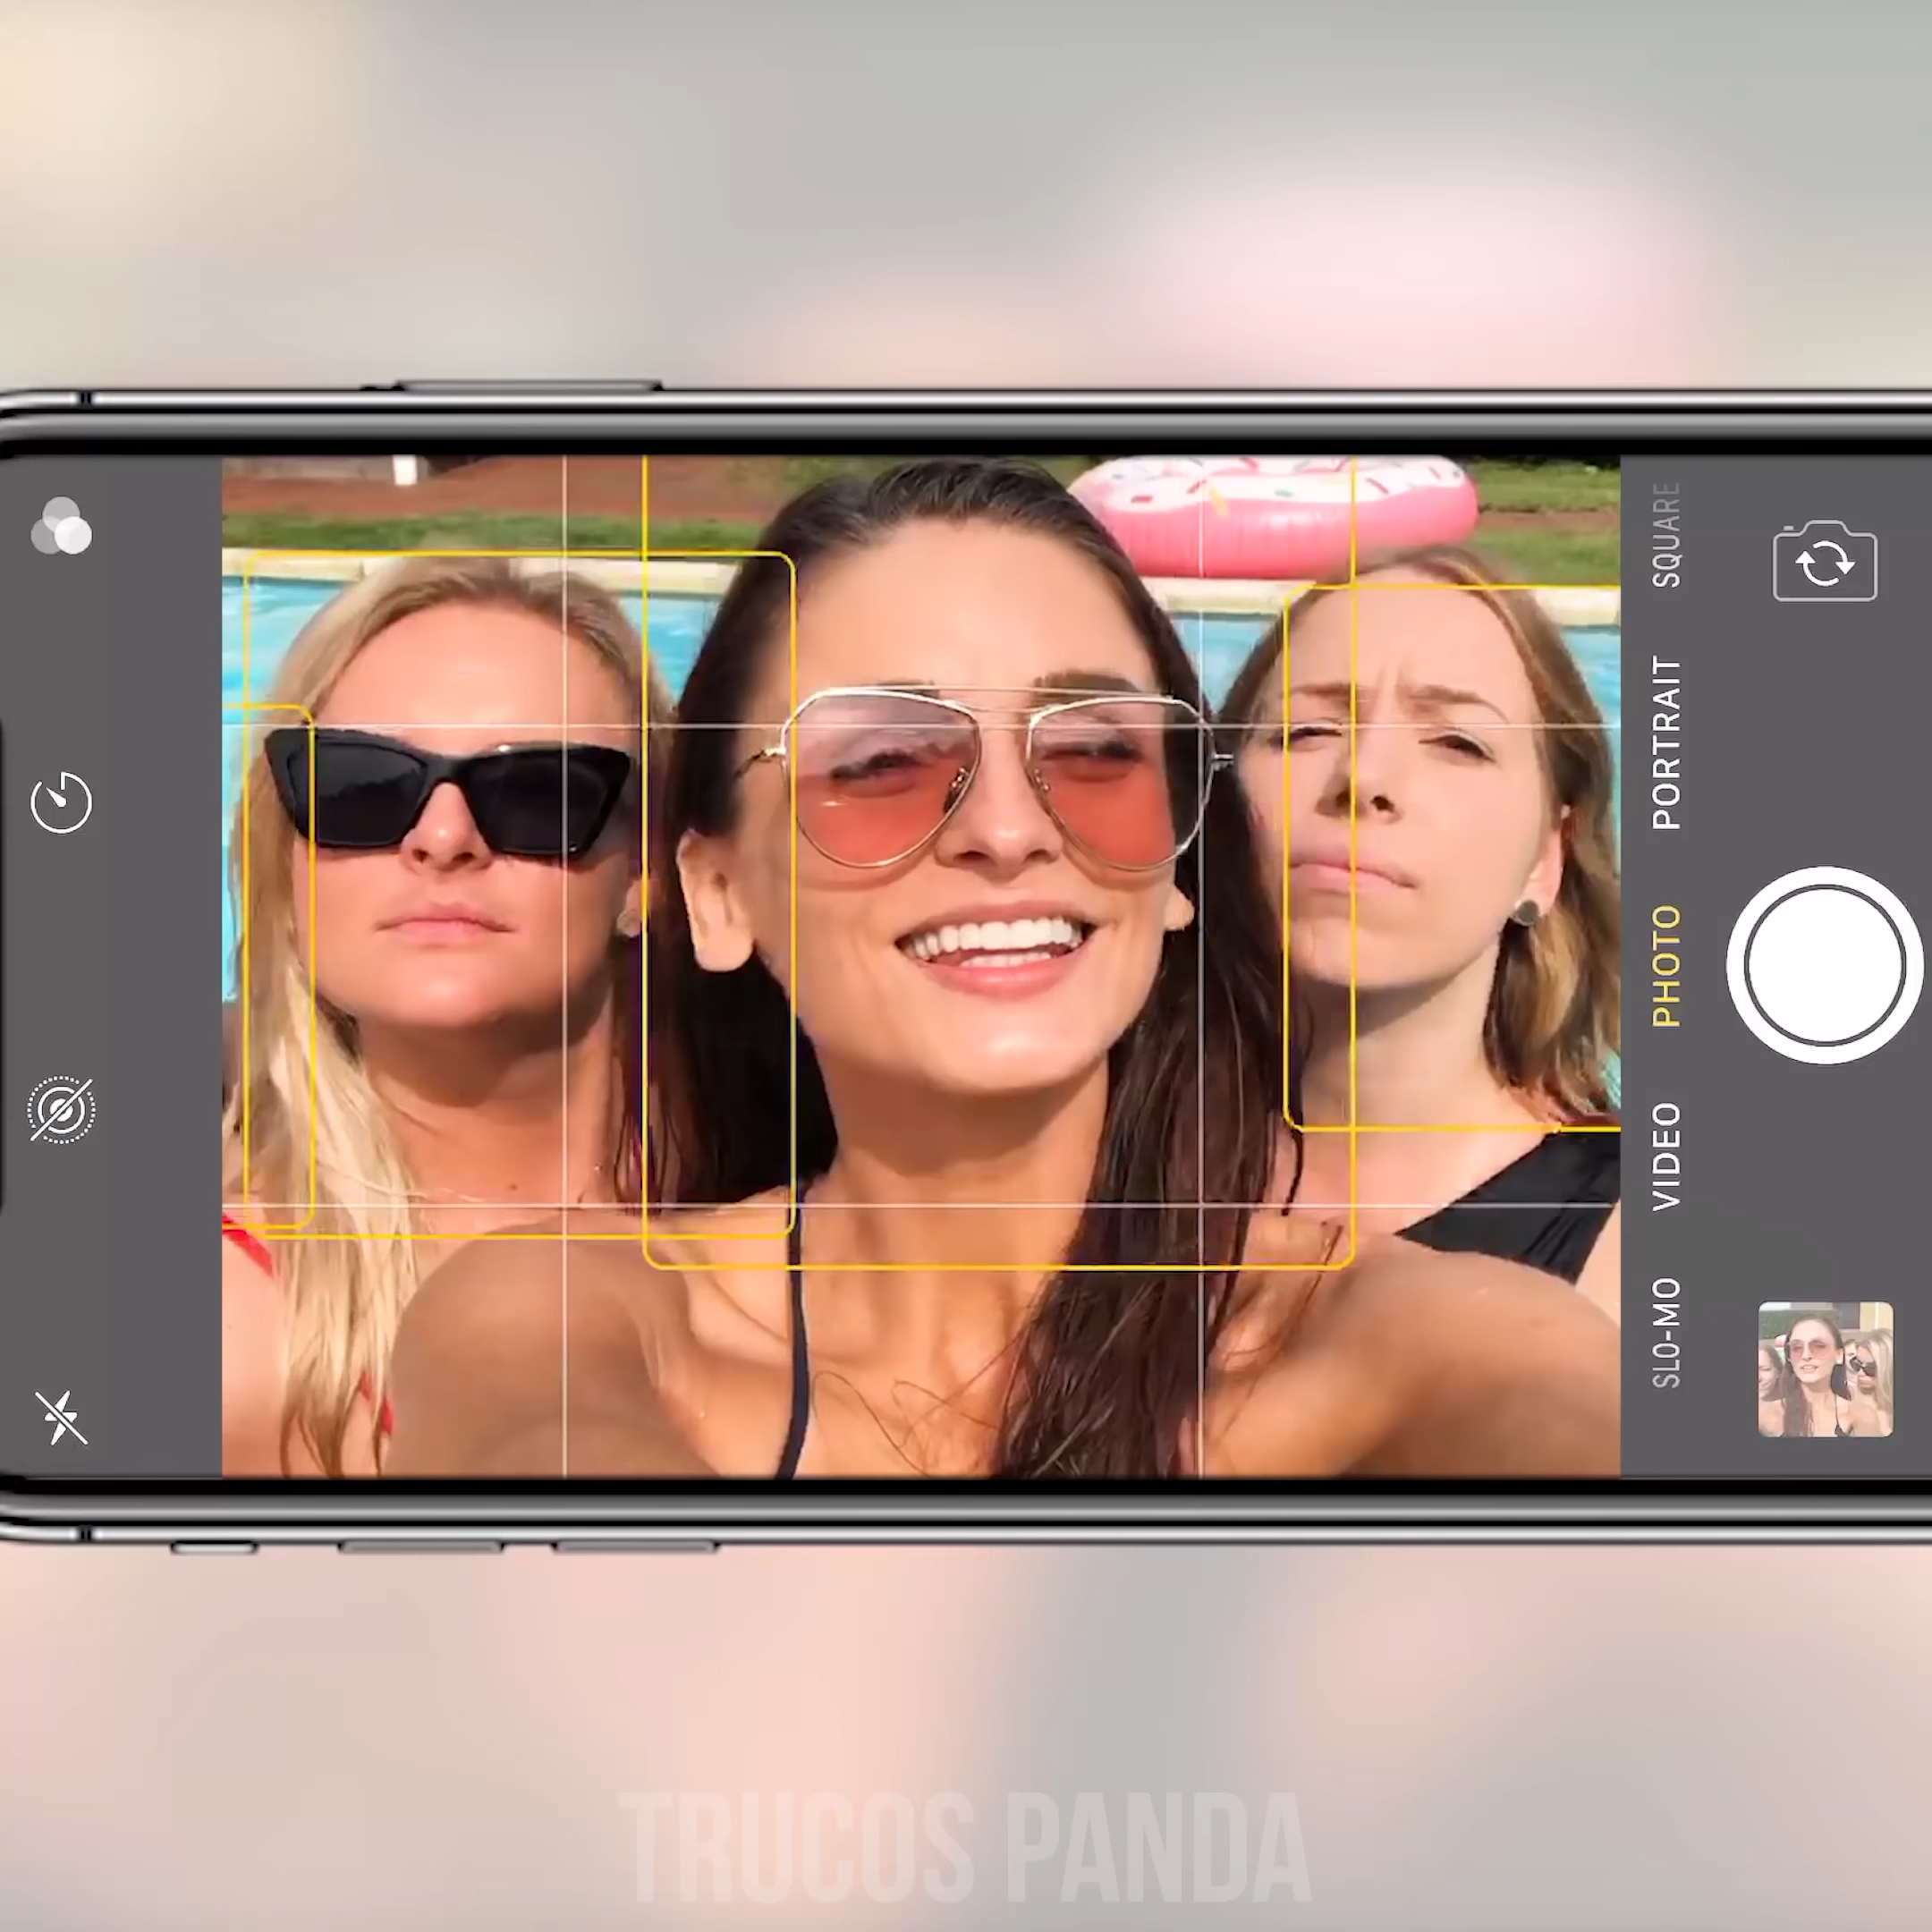 SQUARE
PORTRAIT
PHOTO
VIDEO
SLO-MO
TRUCOS PANDA